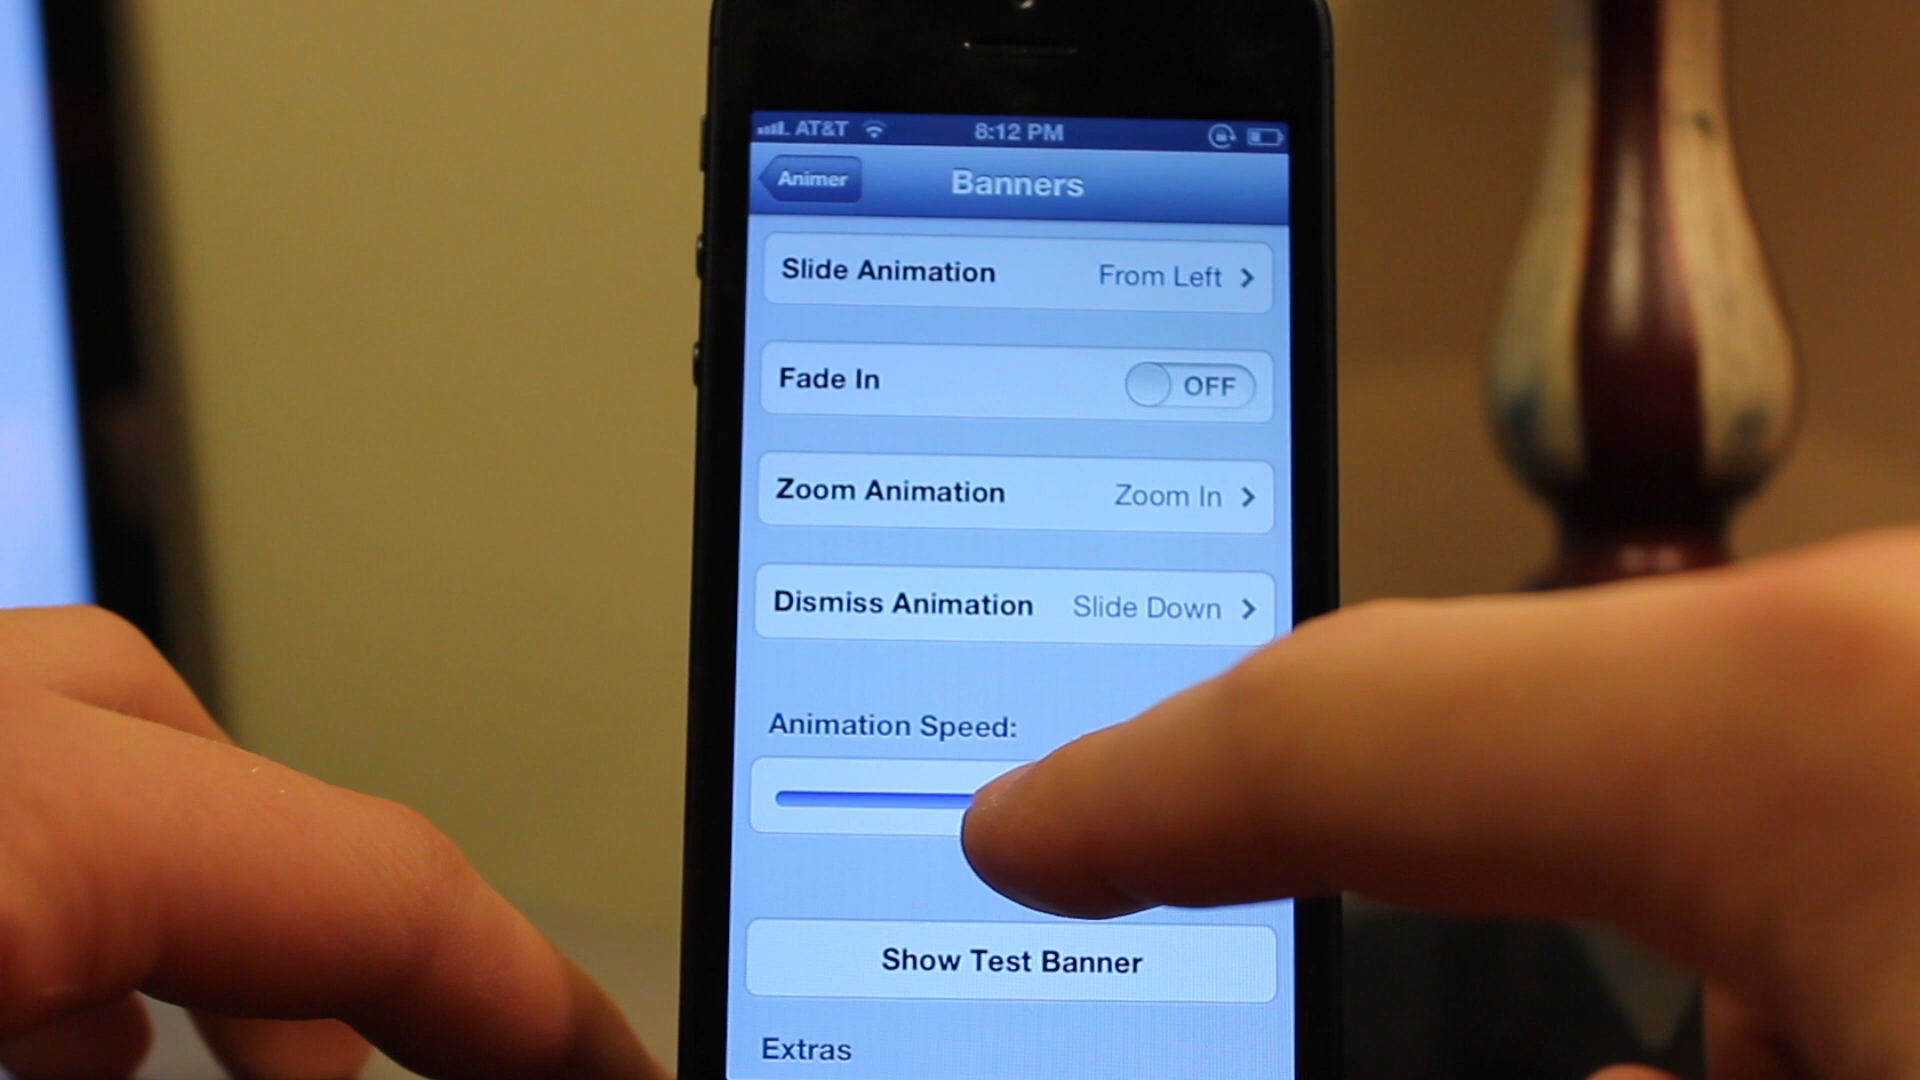 AT&T 8:12 PM
Animer Banners
Slide Animation From Left
Fade In OFF
Zoom Animation Zoom In
Dismiss Animation Slide Down
Animation Speed:
Show Test Banner
Extras